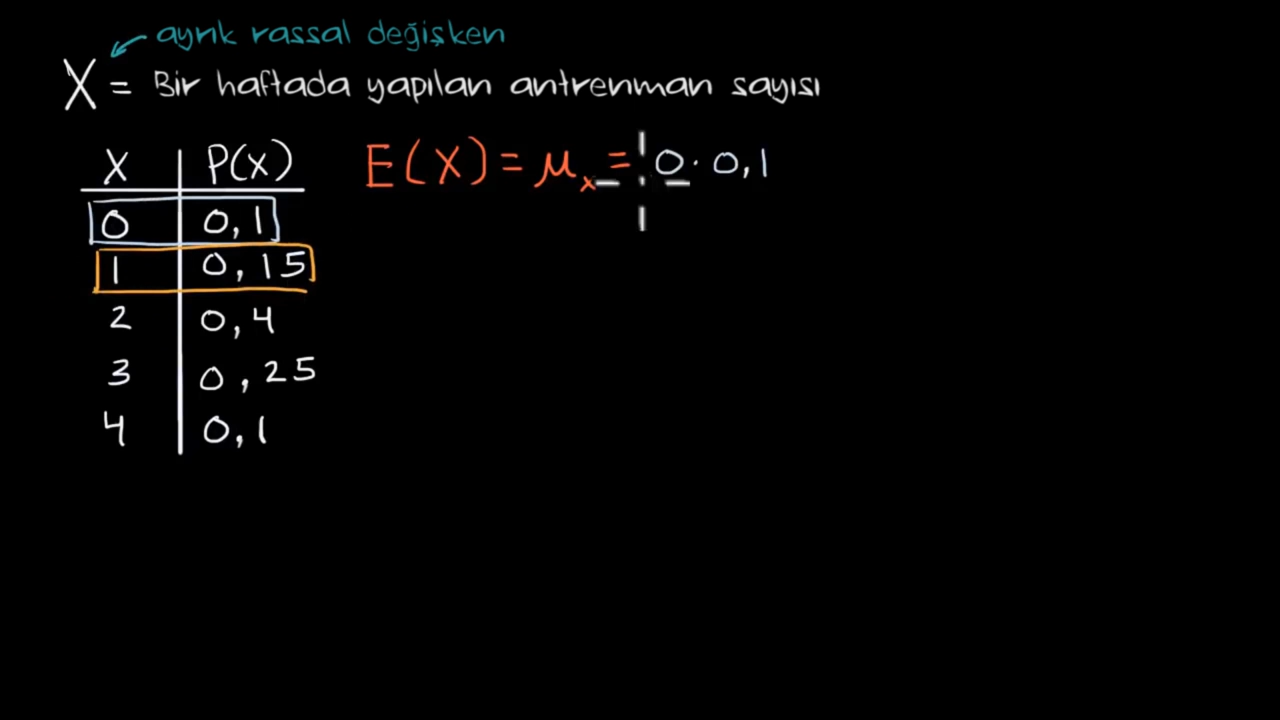 ayrık rassal değişken
X = Bir haftada yapılan antrenman sayısı
X P(X) E(X) = μx = 0 · 0,1
0 0,1
1 0,15
2 0,4
3 0,25
4 0,1